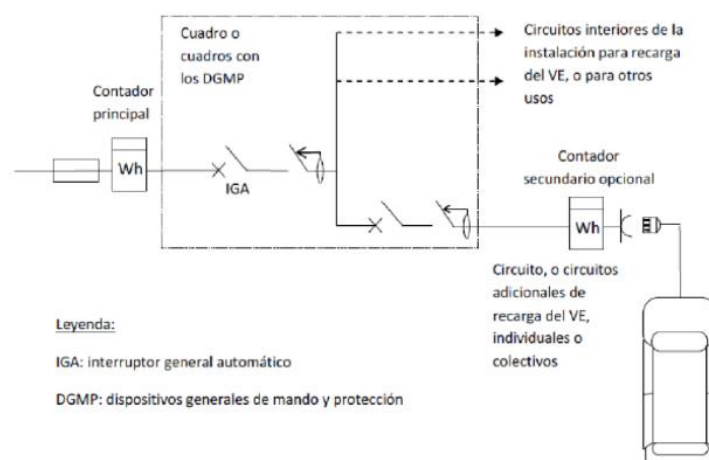 Cuadro o
cuadros con
los DGMP
Circuitos interiores de la
instalación para recarga
del VE, o para otros
usos
Contador
principal
Wh
IGA
Contador
secundario opcional
Wh
Circuito, o circuitos
adicionales de
recarga del VE,
individuales o
colectivos
Leyenda:
IGA: interruptor general automático
DGMP: dispositivos generales de mando y protección